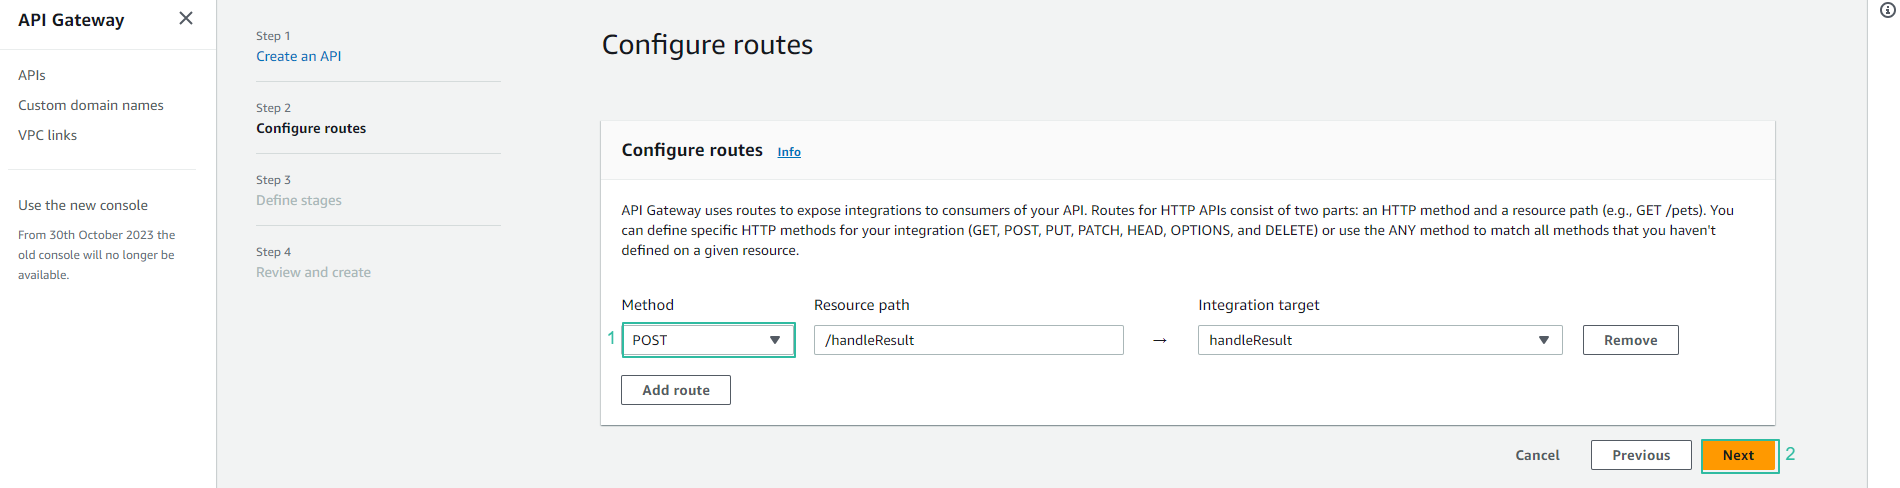 API Gateway
APIs
Custom domain names
VPC links
Use the new console
From 30th October 2023 the
old console will no longer be
available.
Step 1
Create an API
Step 2
Configure routes
Step 3
Define stages
Step 4
Review and create
Configure routes
Configure routes Info
API Gateway uses routes to expose integrations to consumers of your API. Routes for HTTP APIs consist of two parts: an HTTP method and a resource path (e.g., GET /pets). You
can define specific HTTP methods for your integration (GET, POST, PUT, PATCH, HEAD, OPTIONS, and DELETE) or use the ANY method to match all methods that you haven't
defined on a given resource.
Method Resource path Integration target
1 POST /handleResult → handleResult Remove
Add route
Cancel Previous Next 2